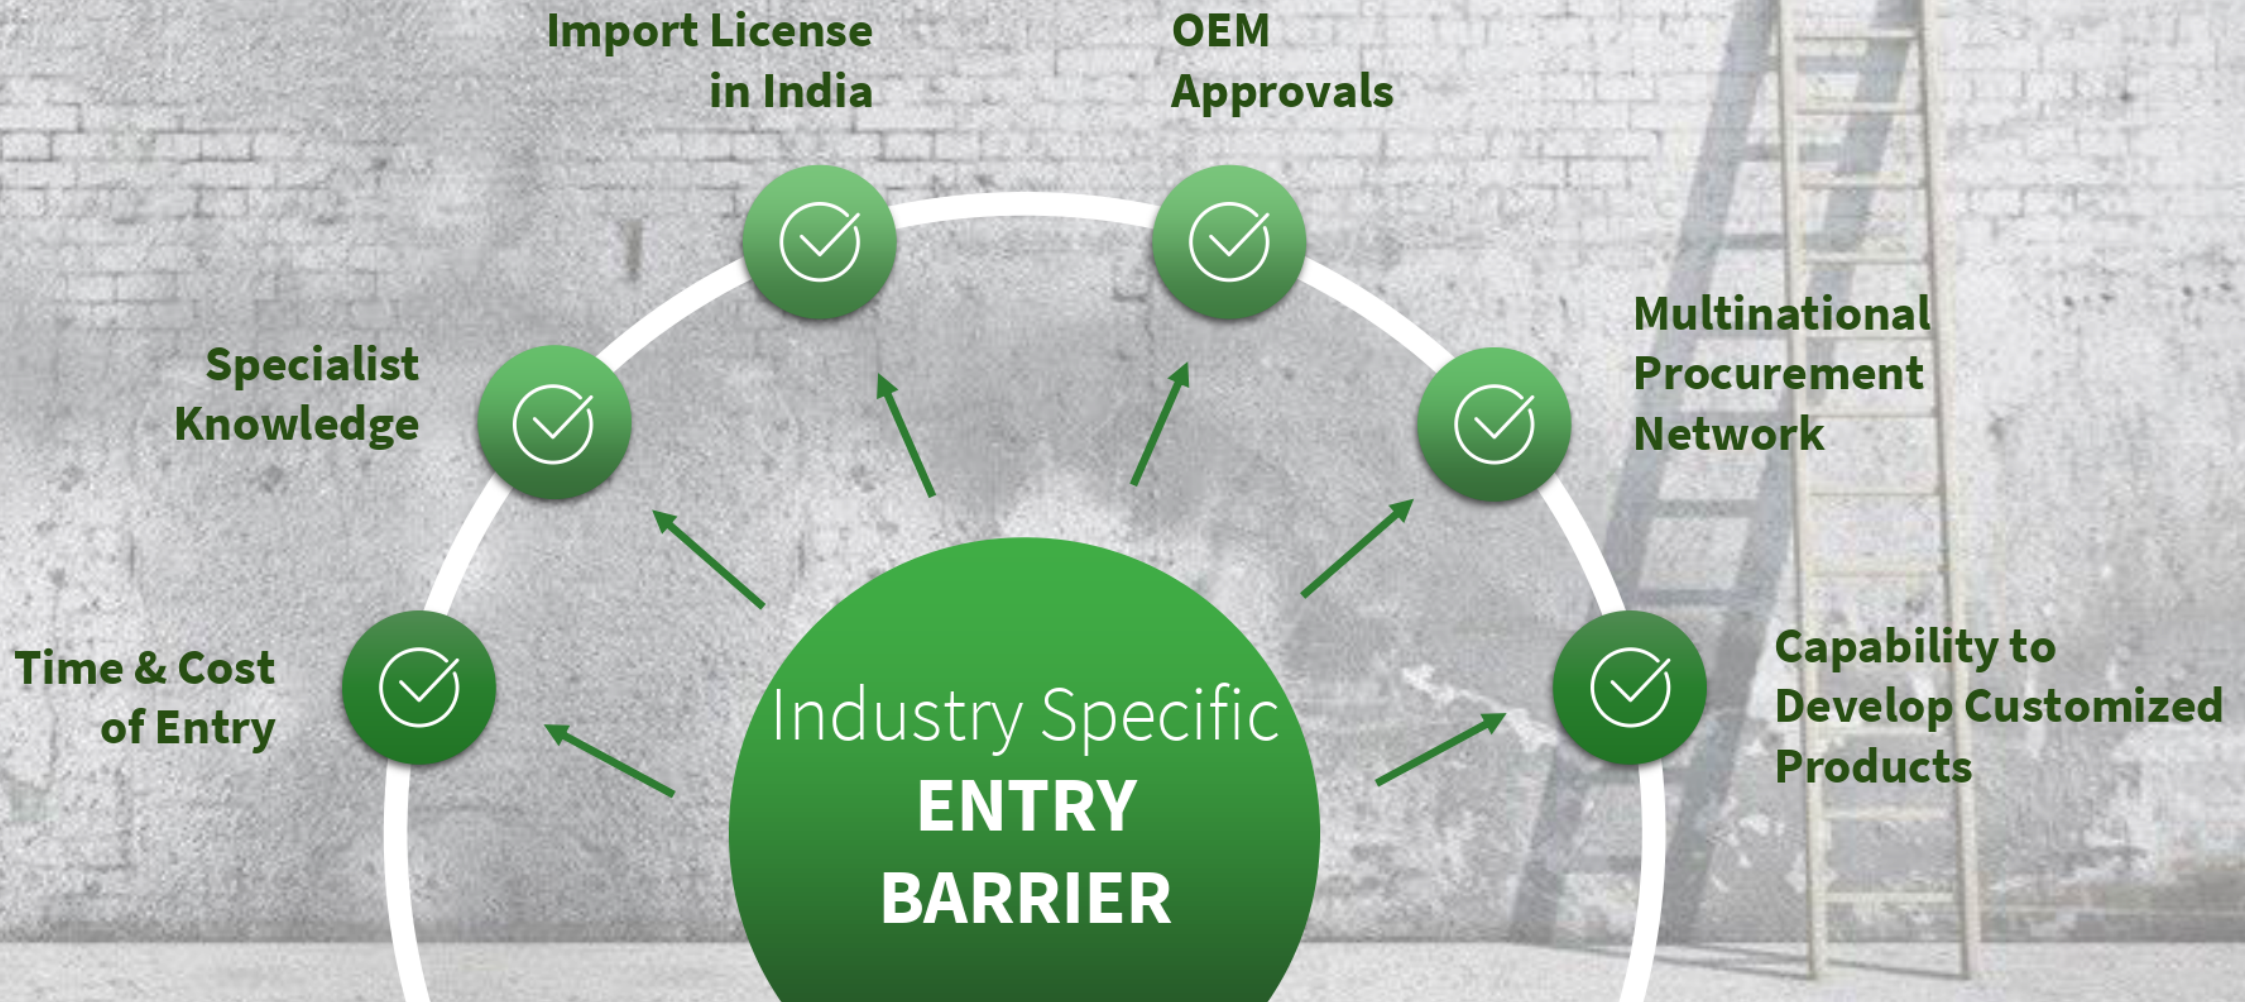 Import License
in India
OEM
Approvals
Specialist
Knowledge
Multinational
Procurement
Network
Time & Cost
of Entry
Capability to
Develop Customized
Products
Industry Specific
ENTRY
BARRIER